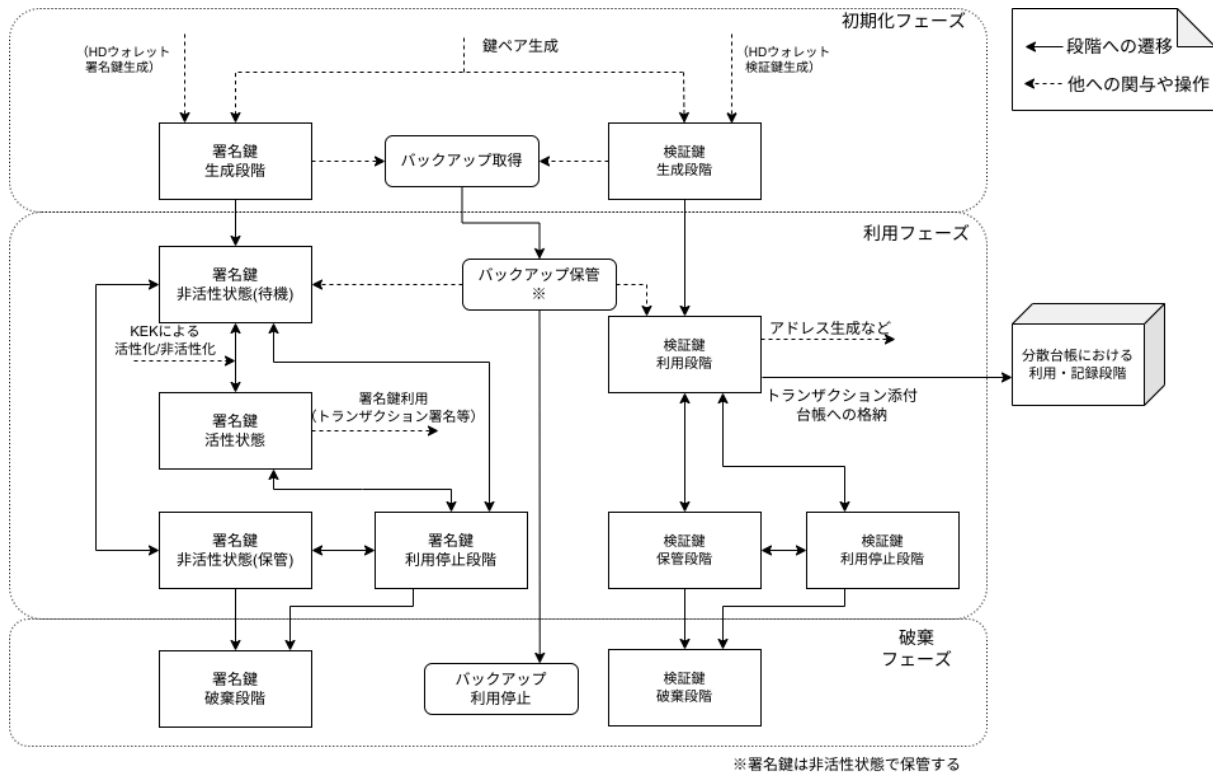 初期化フェーズ
（HDウォレット
署名鍵生成）
鍵ペア生成
（HDウォレット
検証鍵生成）
段階への遷移
他への関与や操作
署名鍵
生成段階
バックアップ取得
検証鍵
生成段階
利用フェーズ
署名鍵
非活性状態(待機)
バックアップ保管
※
KEKによる
活性化/非活性化
検証鍵
利用段階
アドレス生成など
分散台帳における
利用・記録段階
トランザクション添付
台帳への格納
署名鍵
活性状態
署名鍵利用
（トランザクション署名等）
署名鍵
非活性状態(保管)
署名鍵
利用停止段階
検証鍵
保管段階
検証鍵
利用停止段階
破棄
フェーズ
署名鍵
破棄段階
バックアップ
利用停止
検証鍵
破棄段階
※署名鍵は非活性状態で保管する